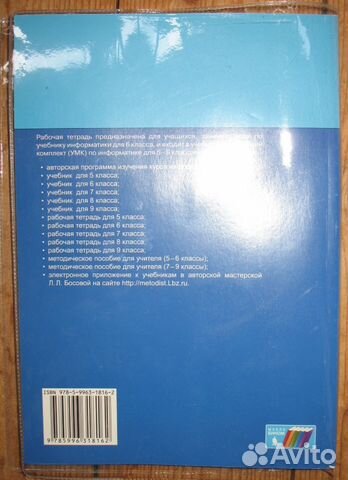 Рабочая тетрадь предназначена для учащихся, по
учебнику информатики для 6 класса, и входит в
комплект (УМК) по информатике для 5–
• авторская программа изучения курса
• учебник для 5 класса;
• учебник для 6 класса;
• учебник для 7 класса;
• учебник для 8 класса;
• учебник для 9 класса;
• рабочая тетрадь для 5 класса;
• рабочая тетрадь для 6 класса;
• рабочая тетрадь для 7 класса;
• рабочая тетрадь для 8 класса;
• рабочая тетрадь для 9 класса;
• методическое пособие для учителя (5–6 классы);
• методическое пособие для учителя (7–9 классы);
• электронное приложение к учебникам в авторской мастерской
Л.Л. Босовой на сайте http://metodist.Lbz.ru.
ISBN 978-5-9963-1816-2
9785996318162
Avito